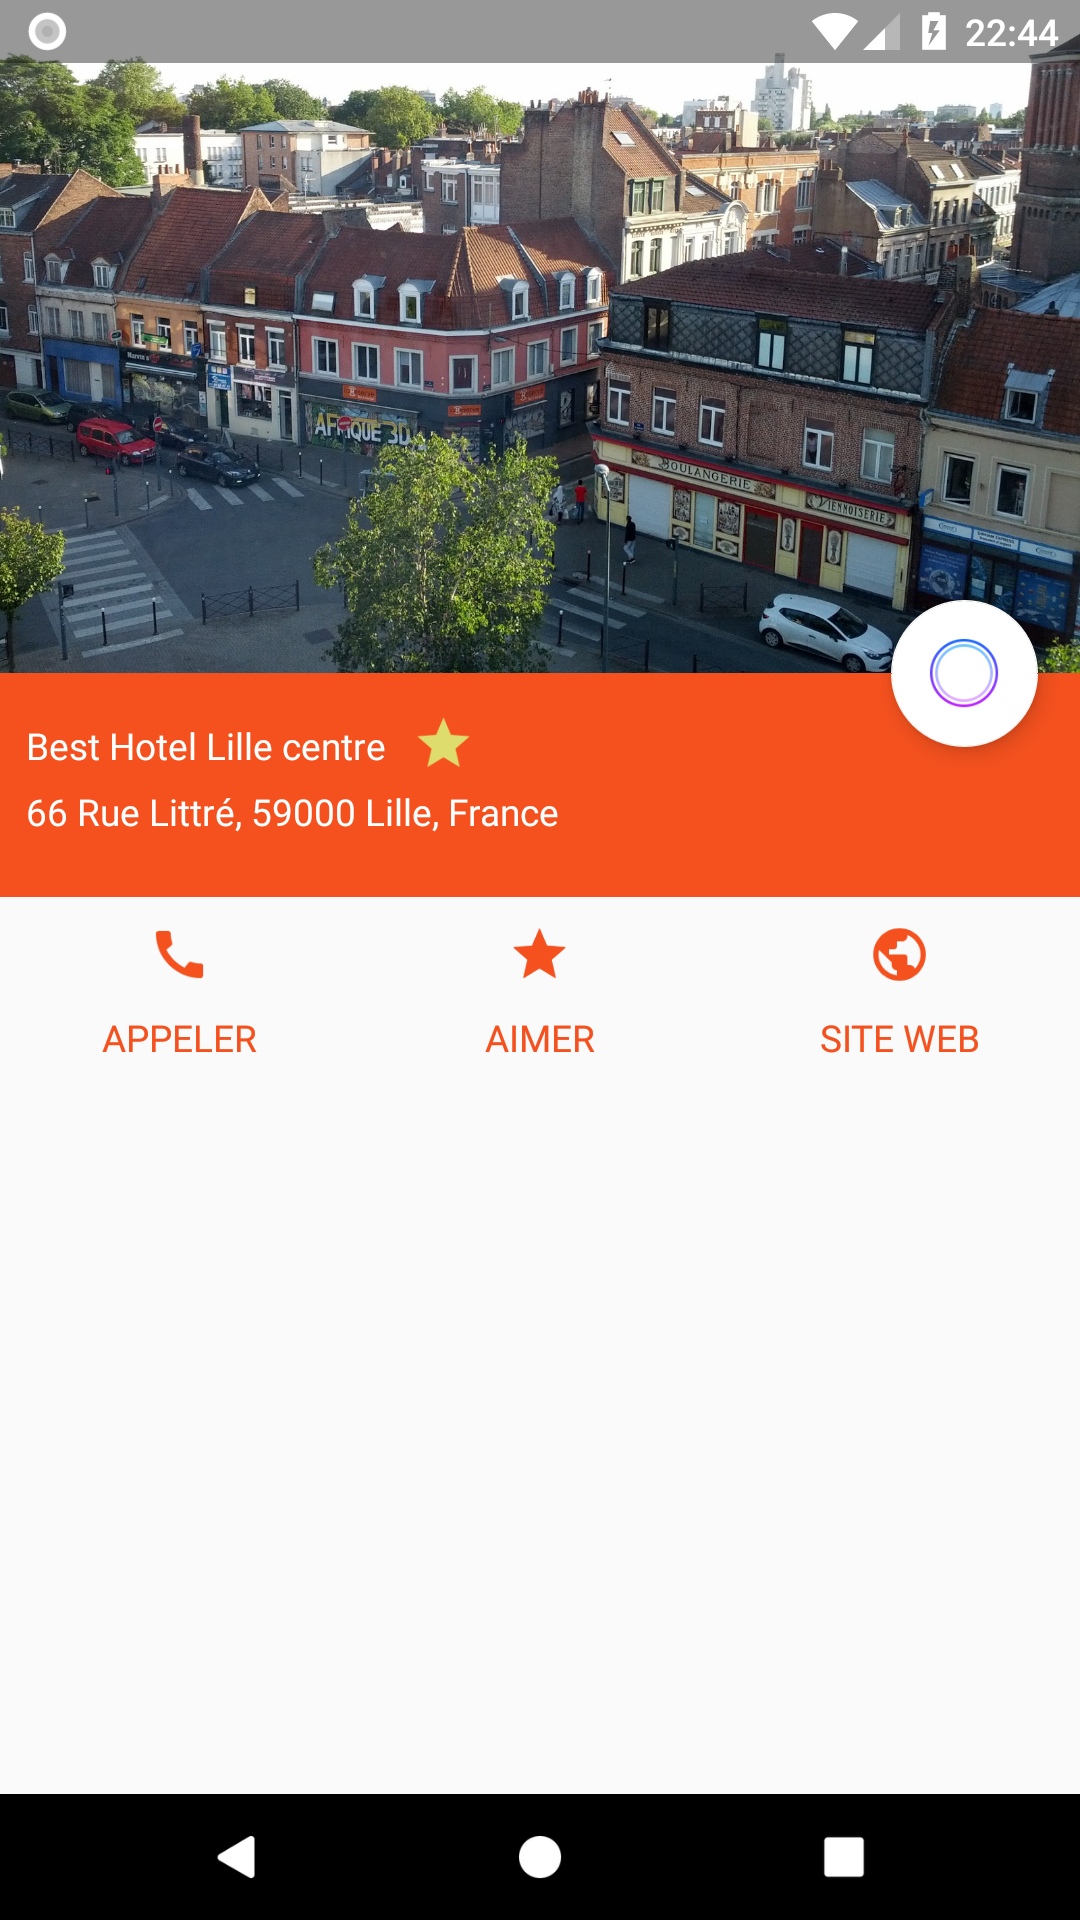 22:44
AFRIQUE 3D
BOULANGERIE
VIENNOISERIE
Best Hotel Lille centre
66 Rue Littré, 59000 Lille, France
APPELER
AIMER
SITE WEB